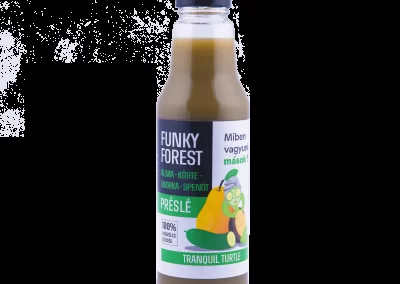 FUNKY
FOREST
ALMA - KÖRTE -
UBORKA - SPENÓT
PRÉSLÉ
100%
Miben
vagyunk
mások?
TRANQUIL TURTLE